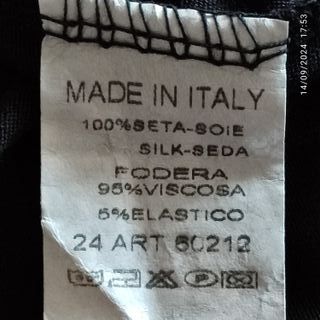 MADE IN ITALY
100%SETA-SOIE
SILK-SEDA
FODERA
95%VISCOSA
5%ELASTICO
24 ART 50212
14/09/2024 17:53